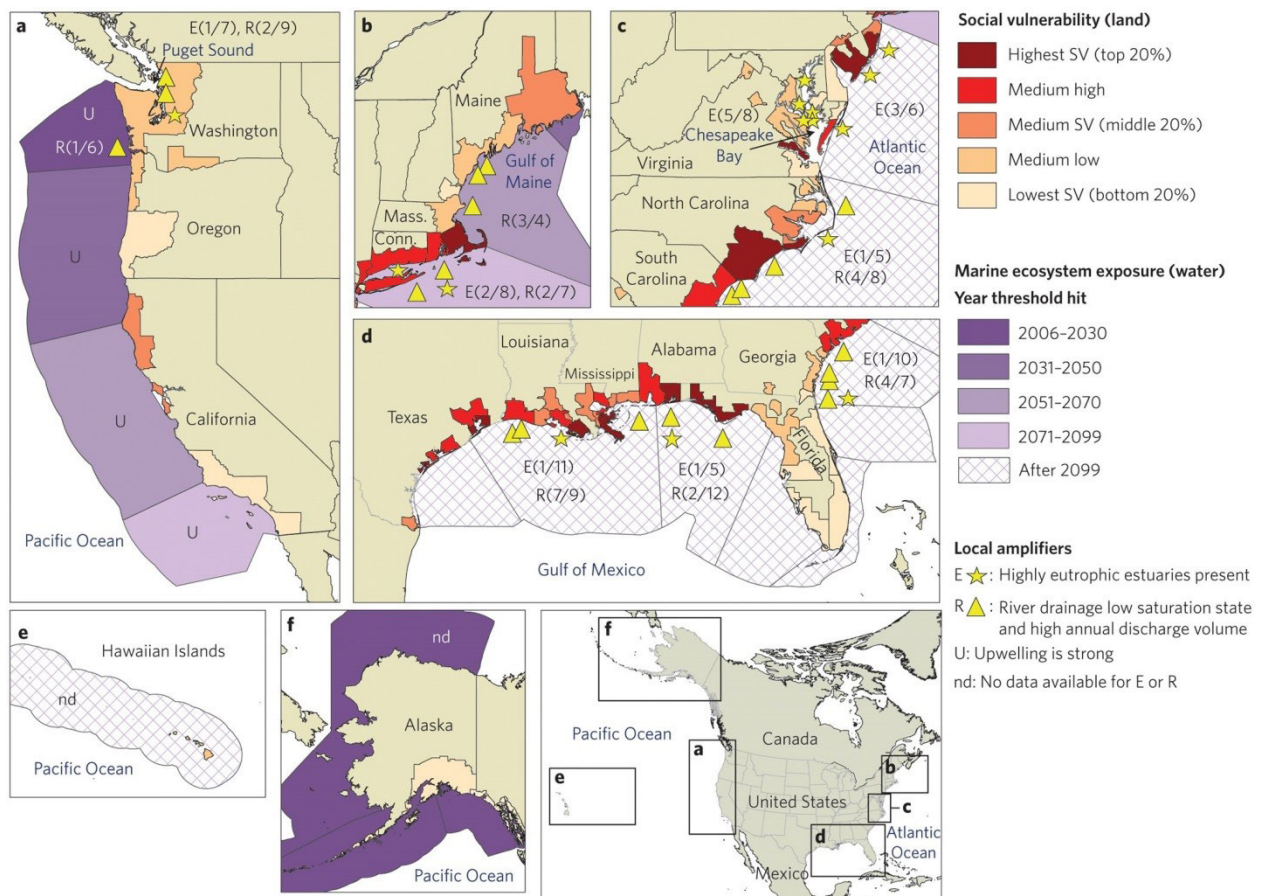 a
E(1/7), R(2/9)
Puget Sound
U
Washington
R(1/6)
Oregon
U
U
California
U
Pacific Ocean
b
Maine
Gulf of
Maine
R(3/4)
Mass.
Conn.
E(2/8), R(2/7)
c
E(5/8)
Chesapeake
Bay
E(3/6)
Atlantic
Ocean
Virginia
North Carolina
South
Carolina
E(1/5)
R(4/8)
d
Louisiana
Mississippi
Alabama
Georgia
Texas
Florida
E(1/10)
R(4/7)
E(1/11)
R(7/9)
E(1/5)
R(2/12)
Gulf of Mexico
e
Hawaiian Islands
nd
Pacific Ocean
f
nd
Alaska
Pacific Ocean
f
Pacific Ocean
a
Canada
e
b
United States
c
d
Atlantic
Ocean
Mexico
Social vulnerability (land)
Highest SV (top 20%)
Medium high
Medium SV (middle 20%)
Medium low
Lowest SV (bottom 20%)
Marine ecosystem exposure (water)
Year threshold hit
2006–2030
2031–2050
2051–2070
2071–2099
After 2099
Local amplifiers
E : Highly eutrophic estuaries present
R : River drainage low saturation state
and high annual discharge volume
U: Upwelling is strong
nd: No data available for E or R